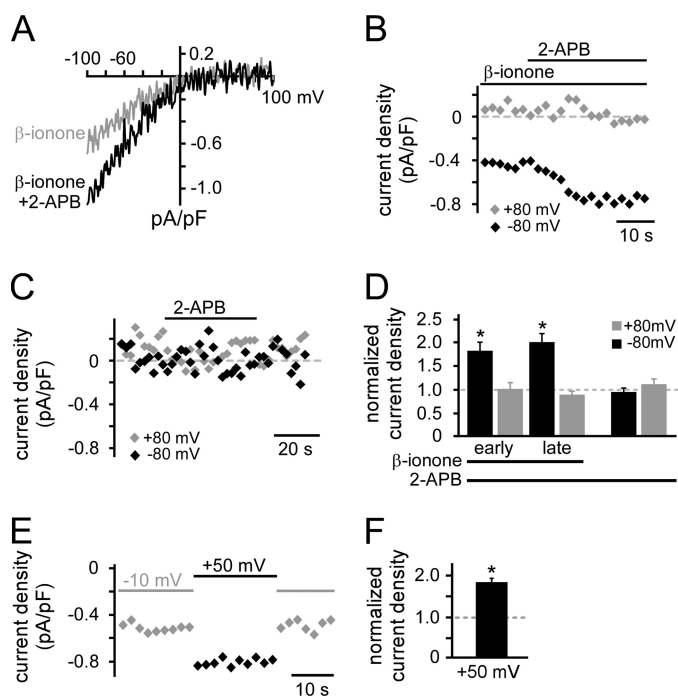 A
-100 -60 0.2
100 mV
β-ionone
-0.6
β-ionone
+2-APB
-1.0
pA/pF
B
2-APB
β-ionone
current density
(pA/pF)
0
-0.4
-0.8
+80 mV
-80 mV
10 s
C
2-APB
current density
(pA/pF)
0
-0.4
-0.8
+80 mV
-80 mV
20 s
D
normalized
current density
2.5
2.0
1.5
1.0
0.5
0
* *
+80mV
-80mV
early late
β-ionone
2-APB
E
current density
(pA/pF)
0
-0.4
-0.8
-10 mV
+50 mV
10 s
F
normalized
current density
2.0
1.0
0
*
+50 mV